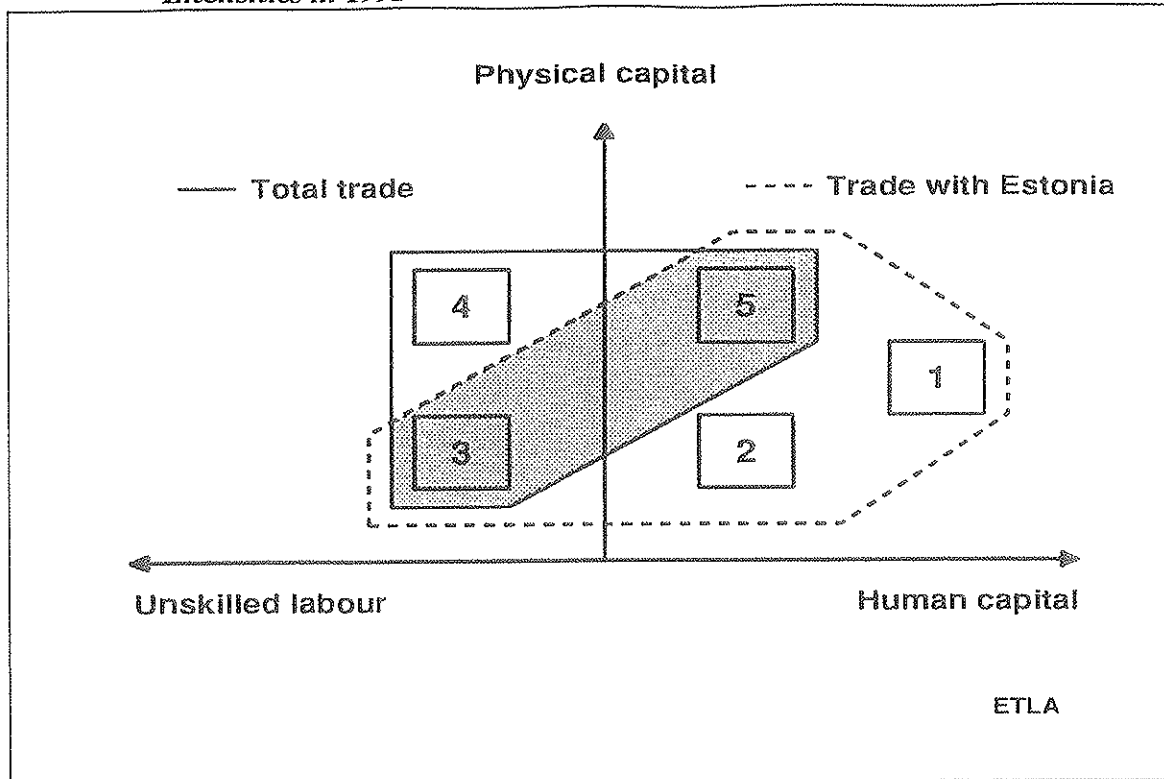 Physical capital
Total trade
Trade with Estonia
4
5
1
3
2
Unskilled labour
Human capital
ETLA